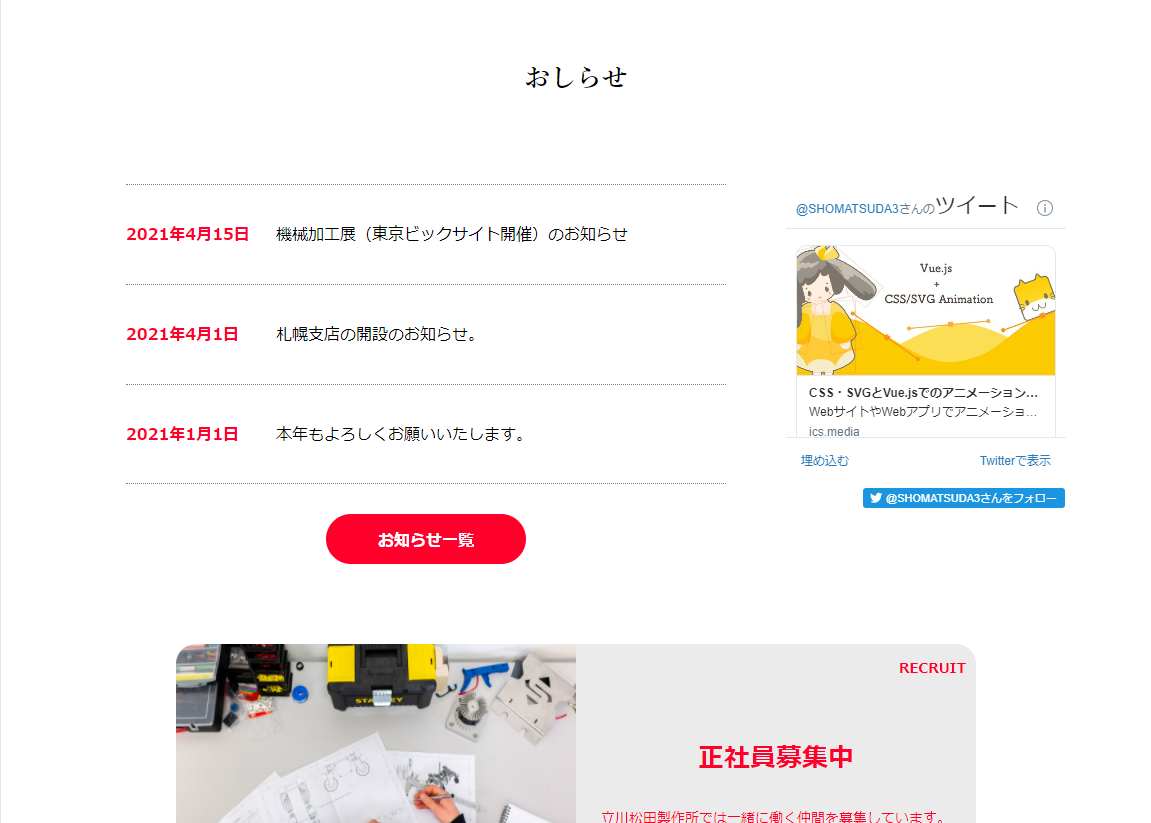 おしらせ
2021年4月15日 機械加工展（東京ビックサイト開催）のお知らせ
2021年4月1日 札幌支店の開設のお知らせ。
2021年1月1日 本年もよろしくお願いいたします。
お知らせ一覧
@SHOMATSUDA3さんのツイート
Vue.js
+
CSS/SVG Animation
CSS・SVGとVue.jsでのアニメーション…
WebサイトやWebアプリでアニメーショ…
ics.media
埋め込む Twitterで表示
@SHOMATSUDA3さんをフォロー
STANLEY
RECRUIT
正社員募集中
立川松田製作所では一緒に働く仲間を募集しています。